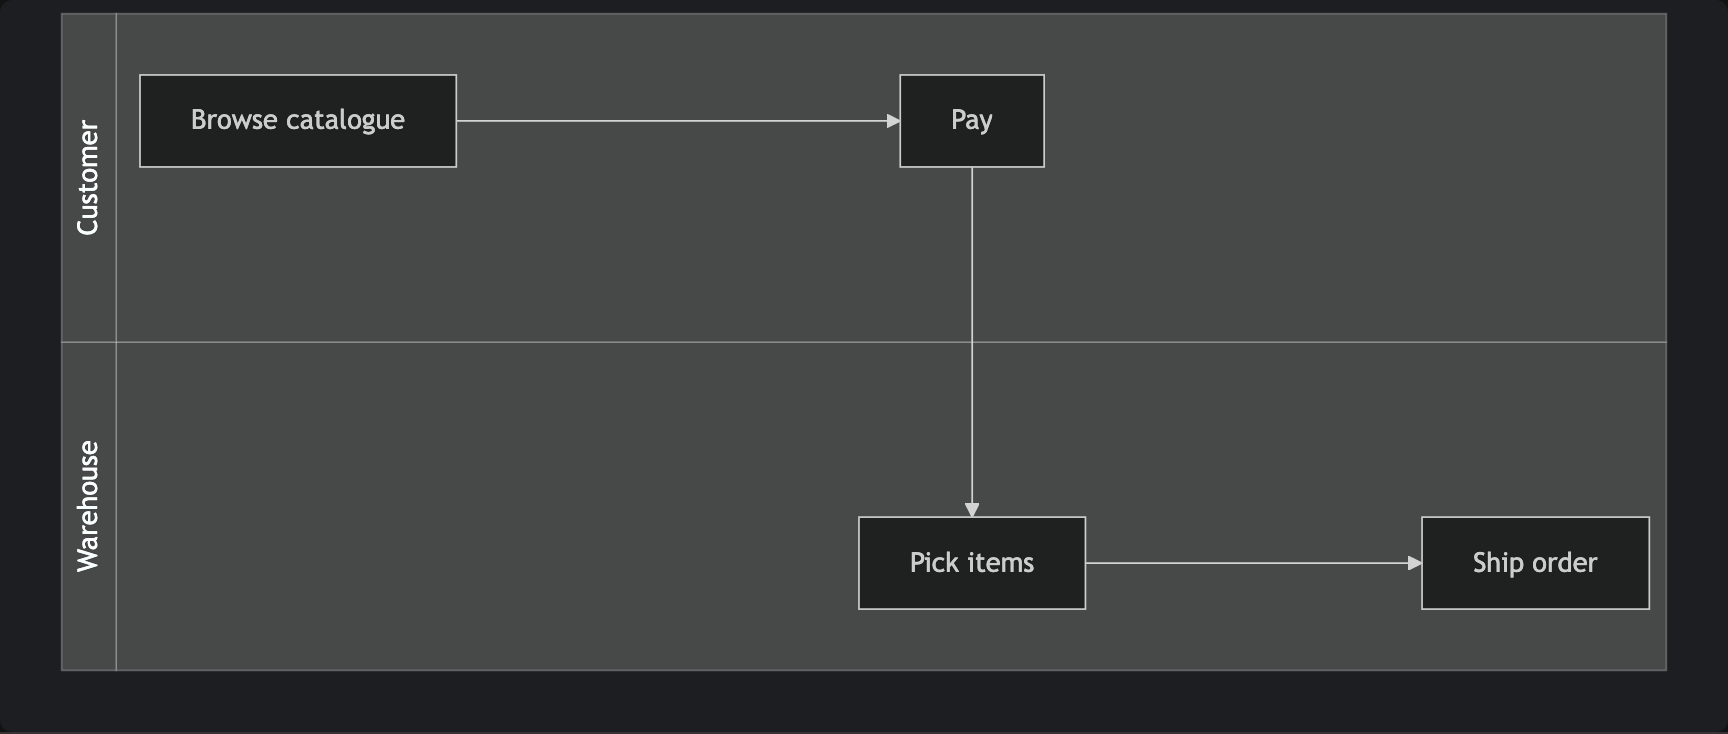 Customer
Browse catalogue
Pay
Warehouse
Pick items
Ship order